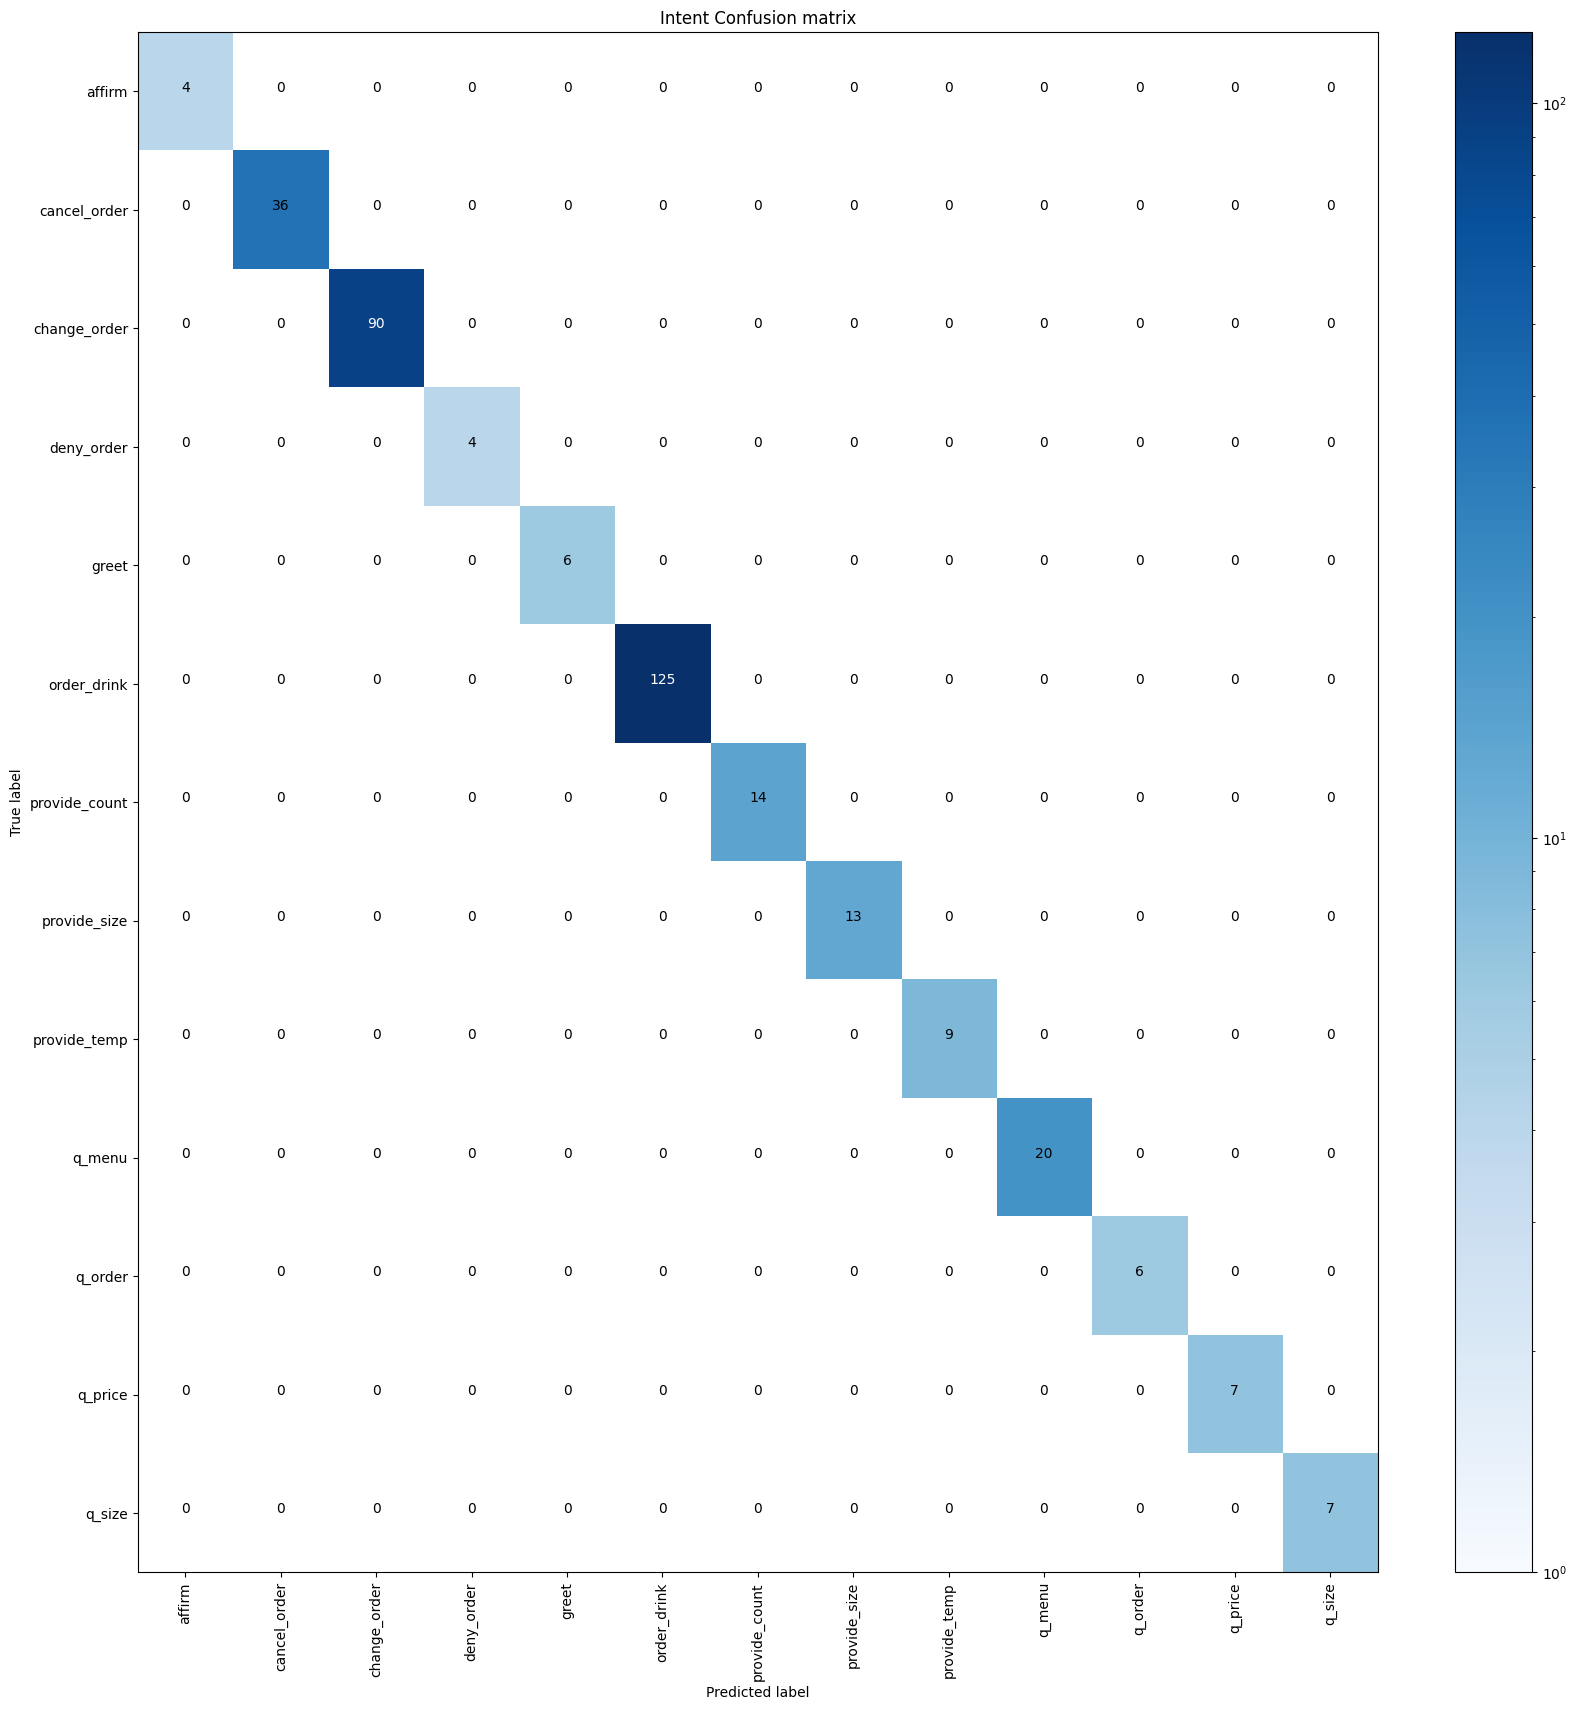 Intent Confusion matrix
affirm 4 0 0 0 0 0 0 0 0 0 0 0 0
cancel_order 0 36 0 0 0 0 0 0 0 0 0 0 0
change_order 0 0 90 0 0 0 0 0 0 0 0 0 0
deny_order 0 0 0 4 0 0 0 0 0 0 0 0 0
greet 0 0 0 0 6 0 0 0 0 0 0 0 0
order_drink 0 0 0 0 0 125 0 0 0 0 0 0 0
provide_count 0 0 0 0 0 0 14 0 0 0 0 0 0
provide_size 0 0 0 0 0 0 0 13 0 0 0 0 0
provide_temp 0 0 0 0 0 0 0 0 9 0 0 0 0
q_menu 0 0 0 0 0 0 0 0 0 20 0 0 0
q_order 0 0 0 0 0 0 0 0 0 0 6 0 0
q_price 0 0 0 0 0 0 0 0 0 0 0 7 0
q_size 0 0 0 0 0 0 0 0 0 0 0 0 7
True label
affirm
cancel_order
change_order
deny_order
greet
order_drink
provide_count
provide_size
provide_temp
q_menu
q_order
q_price
q_size
Predicted label
10²
10¹
10⁰